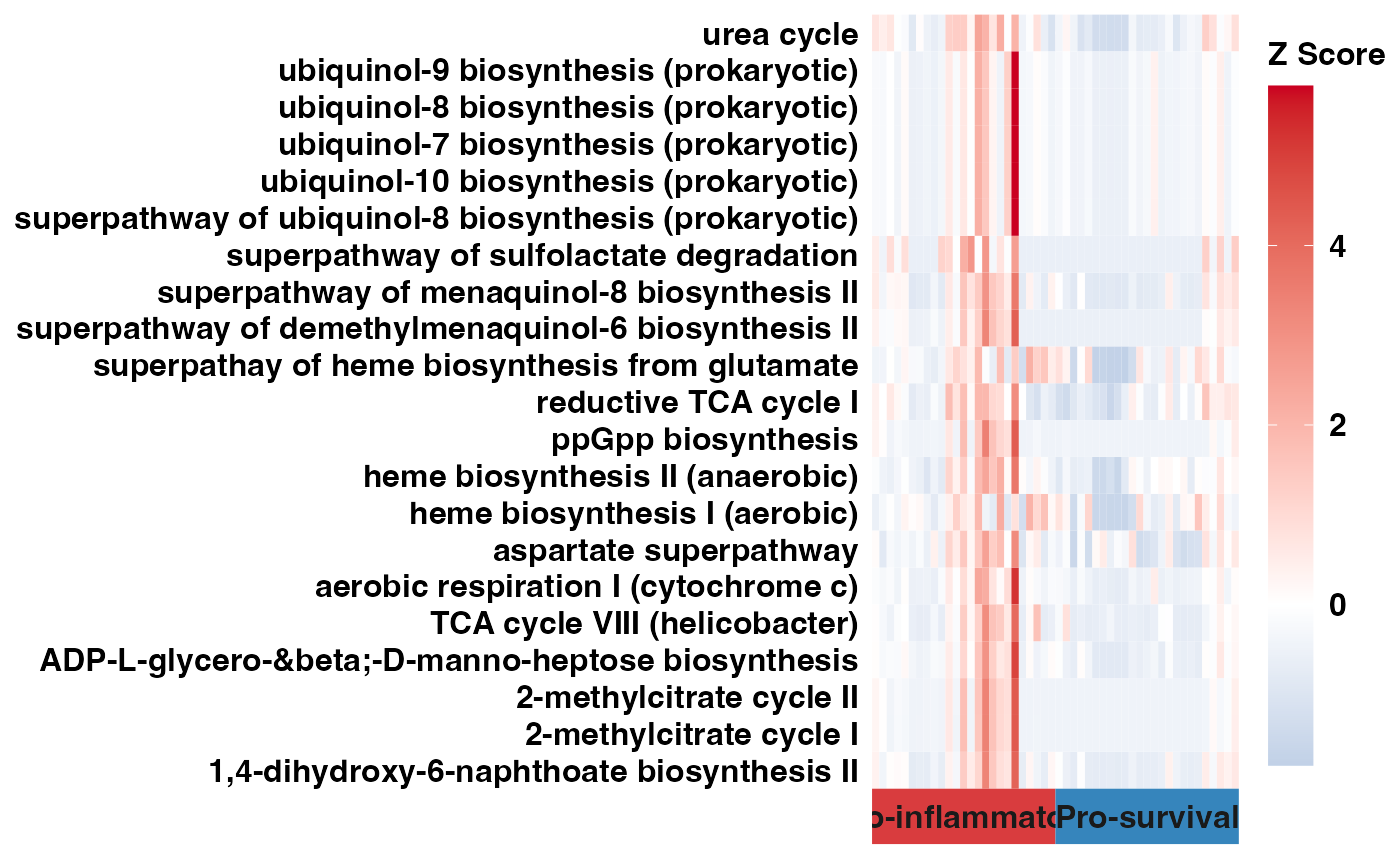 urea cycle
ubiquinol-9 biosynthesis (prokaryotic)
ubiquinol-8 biosynthesis (prokaryotic)
ubiquinol-7 biosynthesis (prokaryotic)
ubiquinol-10 biosynthesis (prokaryotic)
superpathway of ubiquinol-8 biosynthesis (prokaryotic)
superpathway of sulfolactate degradation
superpathway of menaquinol-8 biosynthesis II
superpathway of demethylmenaquinol-6 biosynthesis II
superpathay of heme biosynthesis from glutamate
reductive TCA cycle I
ppGpp biosynthesis
heme biosynthesis II (anaerobic)
heme biosynthesis I (aerobic)
aspartate superpathway
aerobic respiration I (cytochrome c)
TCA cycle VIII (helicobacter)
ADP-L-glycero-&beta;-D-manno-heptose biosynthesis
2-methylcitrate cycle II
2-methylcitrate cycle I
1,4-dihydroxy-6-naphthoate biosynthesis II
o-inflammato
Pro-survival
Z Score
4
2
0